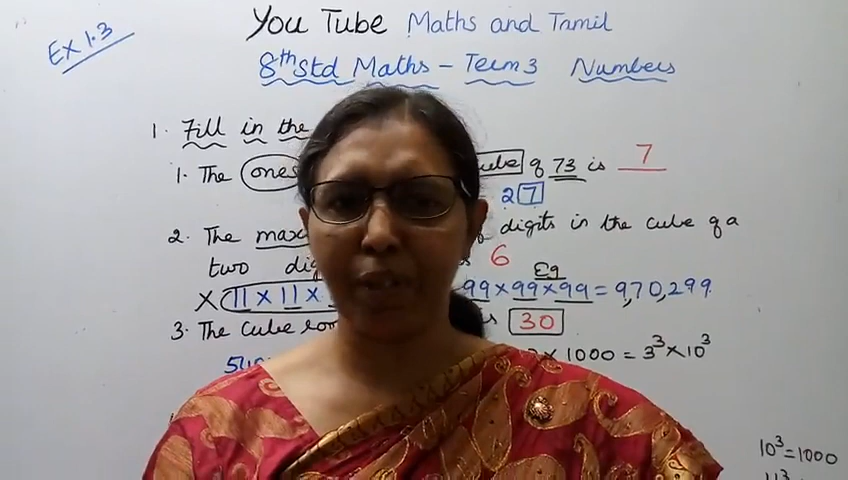 You Tube Maths and Tamil
Ex 1.3
8th Std Maths - Term 3 Numbers
1. Fill in the
1. The ones cube of 73 is 7
27
2. The max digits in the cube of a
two 6
Eg
X 11 x 11 x 99 x 99 x 99 = 970,299
3. The cube 30
x 1000 = 3³ x 10³
10³ = 1000
11³